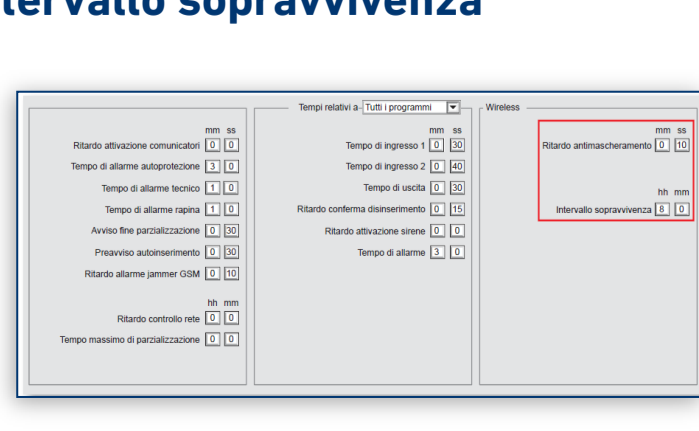 tervallo sopravvivenza
Tempi relativi a Tutti i programmi
Wireless
mm ss
Ritardo attivazione comunicatori 0 0
Tempo di allarme autoprotezione 3 0
Tempo di allarme tecnico 1 0
Tempo di allarme rapina 1 0
Avviso fine parzializzazione 0 30
Preavviso autoinserimento 0 30
Ritardo allarme jammer GSM 0 10
hh mm
Ritardo controllo rete 0 0
Tempo massimo di parzializzazione 0 0
mm ss
Tempo di ingresso 1 0 30
Tempo di ingresso 2 0 40
Tempo di uscita 0 30
Ritardo conferma disinserimento 0 15
Ritardo attivazione sirene 0 0
Tempo di allarme 3 0
mm ss
Ritardo antimascheramento 0 10
hh mm
Intervallo sopravvivenza 8 0